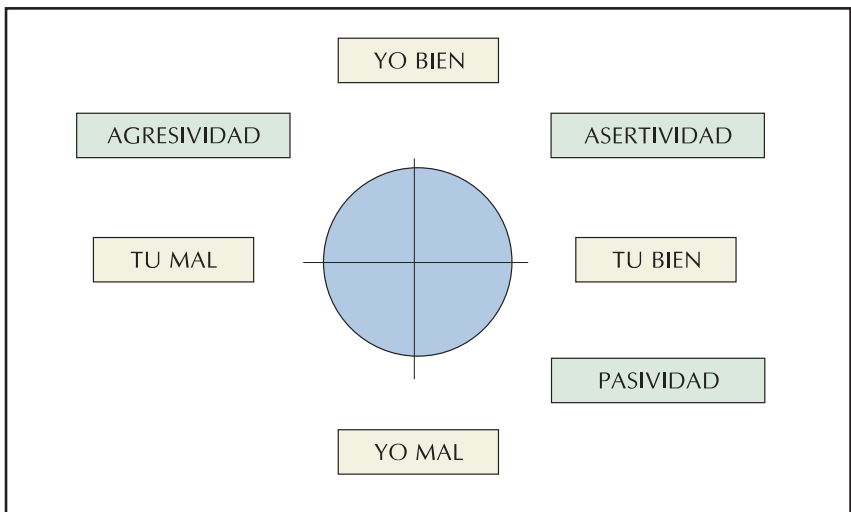 YO BIEN
AGRESIVIDAD
ASERTIVIDAD
TU MAL
TU BIEN
PASIVIDAD
YO MAL